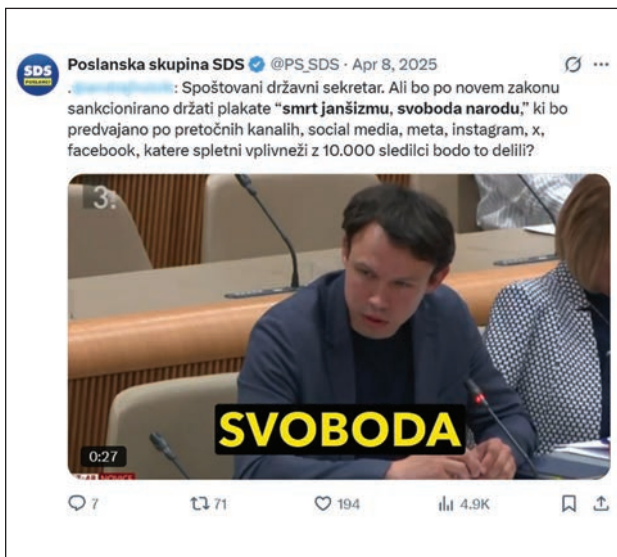 SDS
POSLANCI
Poslanska skupina SDS @PS_SDS · Apr 8, 2025
: Spoštovani državni sekretar. Ali bo po novem zakonu
sankcionirano držati plakate “smrt janšizmu, svoboda narodu,” ki bo
predvajano po pretočnih kanalih, social media, meta, instagram, x,
facebook, katere spletni vplivneži z 10.000 sledilci bodo to delili?
3.
SVOBODA
0:27
NOVICE
7 71 194 4.9K